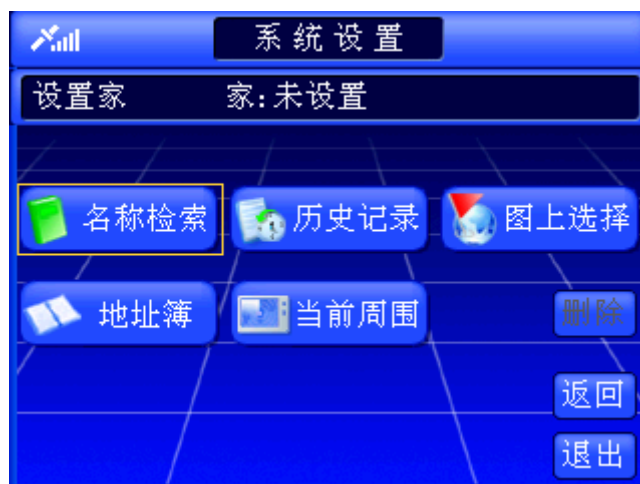 系统设置
设置家 家:未设置
名称检索 历史记录 图上选择
地址簿 当前周围 删除
返回
退出